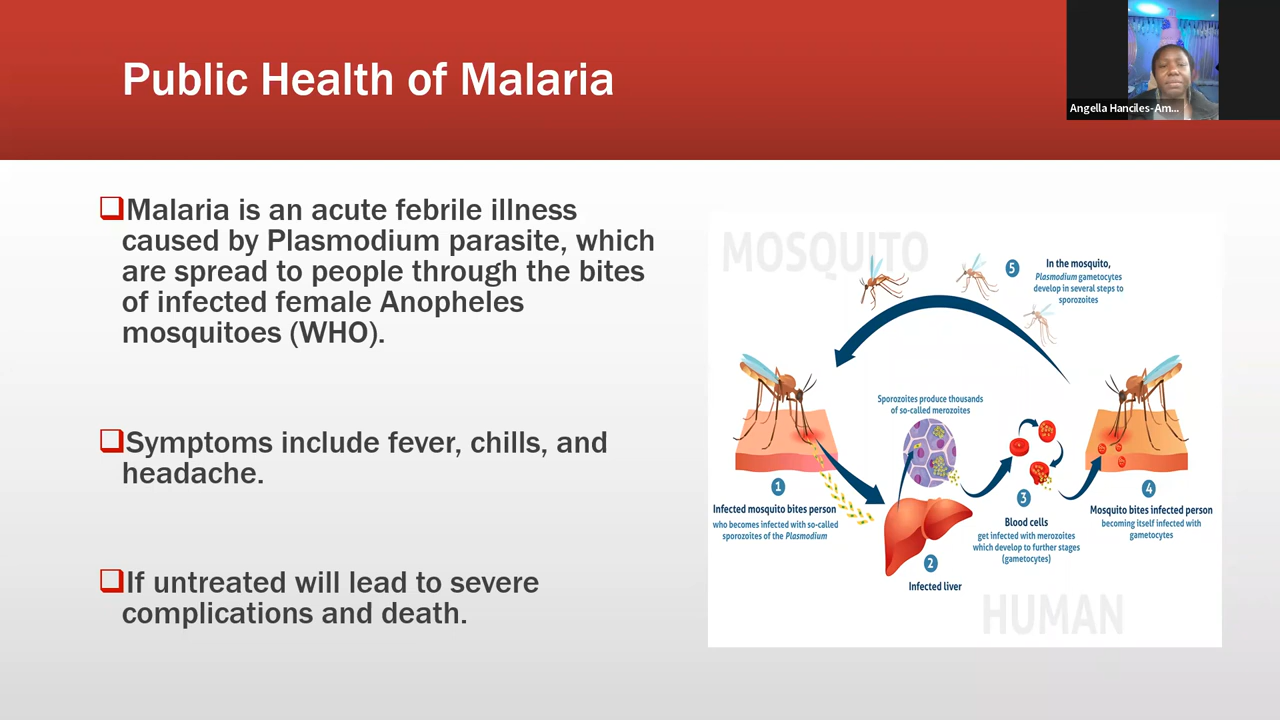 Public Health of Malaria
Angella Hanciles-Am...
Malaria is an acute febrile illness
caused by Plasmodium parasite, which
are spread to people through the bites
of infected female Anopheles
mosquitoes (WHO).
Symptoms include fever, chills, and
headache.
If untreated will lead to severe
complications and death.
MOSQUITO
5
In the mosquito,
Plasmodium gametocytes
develop in several steps to
sporozoites
Sporozoites produce thousands
of so-called merozoites
1
Infected mosquito bites person
who becomes infected with so-called
sporozoites of the Plasmodium
2
Infected liver
3
Blood cells
get infected with merozoites
which develop to further stages
(gametocytes)
4
Mosquito bites infected person
becoming itself infected with
gametocytes
HUMAN